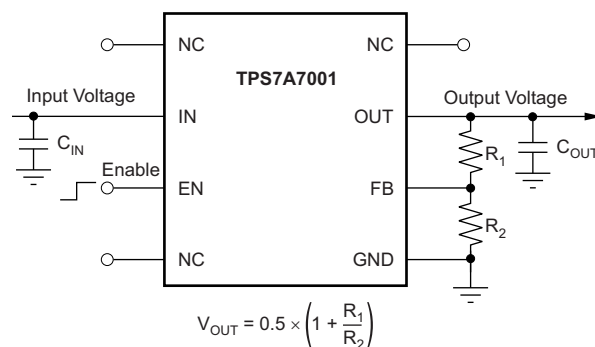 NC NC
TPS7A7001
Input Voltage IN OUT Output Voltage
C_IN R_1 C_OUT
Enable EN FB
R_2
NC GND
V_OUT = 0.5 × (1 + R_1/R_2)